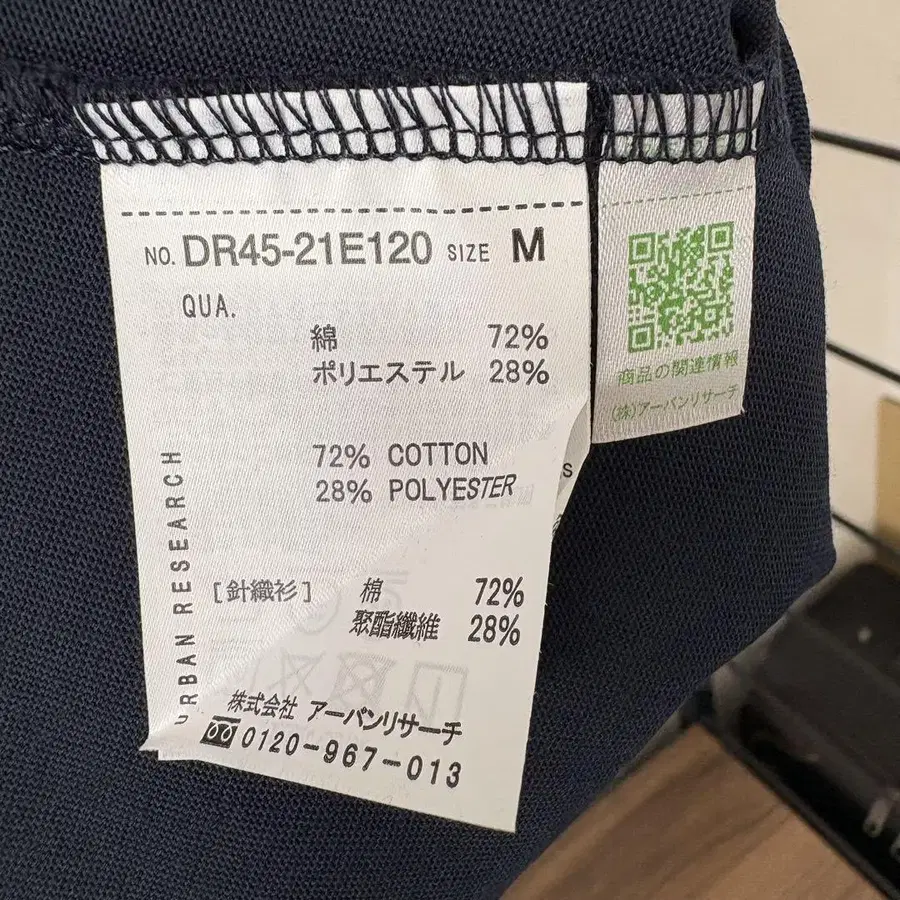 NO. DR45-21E120 SIZE M
QUA.
綿 72%
ポリエステル 28%
72% COTTON
28% POLYESTER
URBAN RESEARCH
[針織衫] 棉 72%
聚酯纖維 28%
株式会社 アーバンリサーチ
0120-967-013
商品の関連情報
(株)アーバンリサーチ
S